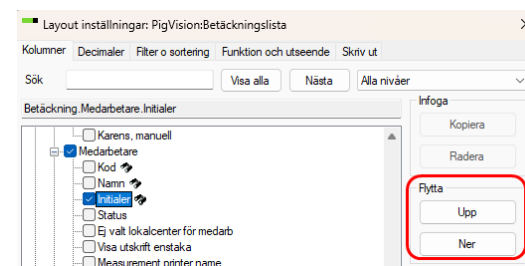 Layout inställningar: PigVision:Betäckningslista
Kolumner Decimaler Filter o sortering Funktion och utseende Skriv ut
Sök Visa alla Nästa Alla nivåer
Betäckning.Medarbetare.Initialer
Infoga
Kopiera
Radera
Flytta
Upp
Ner
Karens, manuell
Medarbetare
Kod
Namn
Initialer
Status
Ej valt lokalcenter för medarb
Visa utskrift enstaka
Measurement printer name